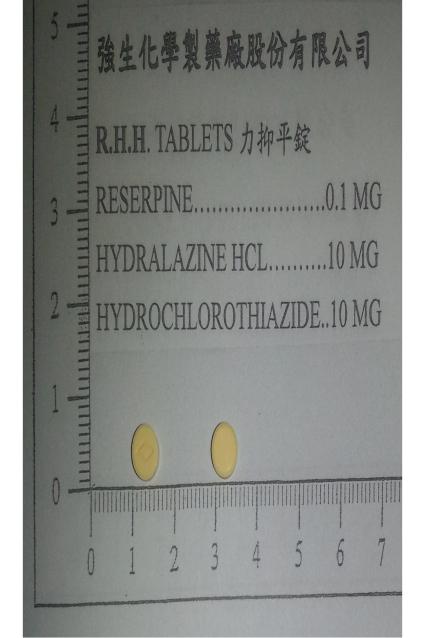 強生化學製藥廠股份有限公司
R.H.H. TABLETS 力抑平錠
RESERPINE......................0.1 MG
HYDRALAZINE HCL..........10 MG
HYDROCHLOROTHIAZIDE..10 MG
5
4
3
2
1
0
0 1 2 3 4 5 6 7